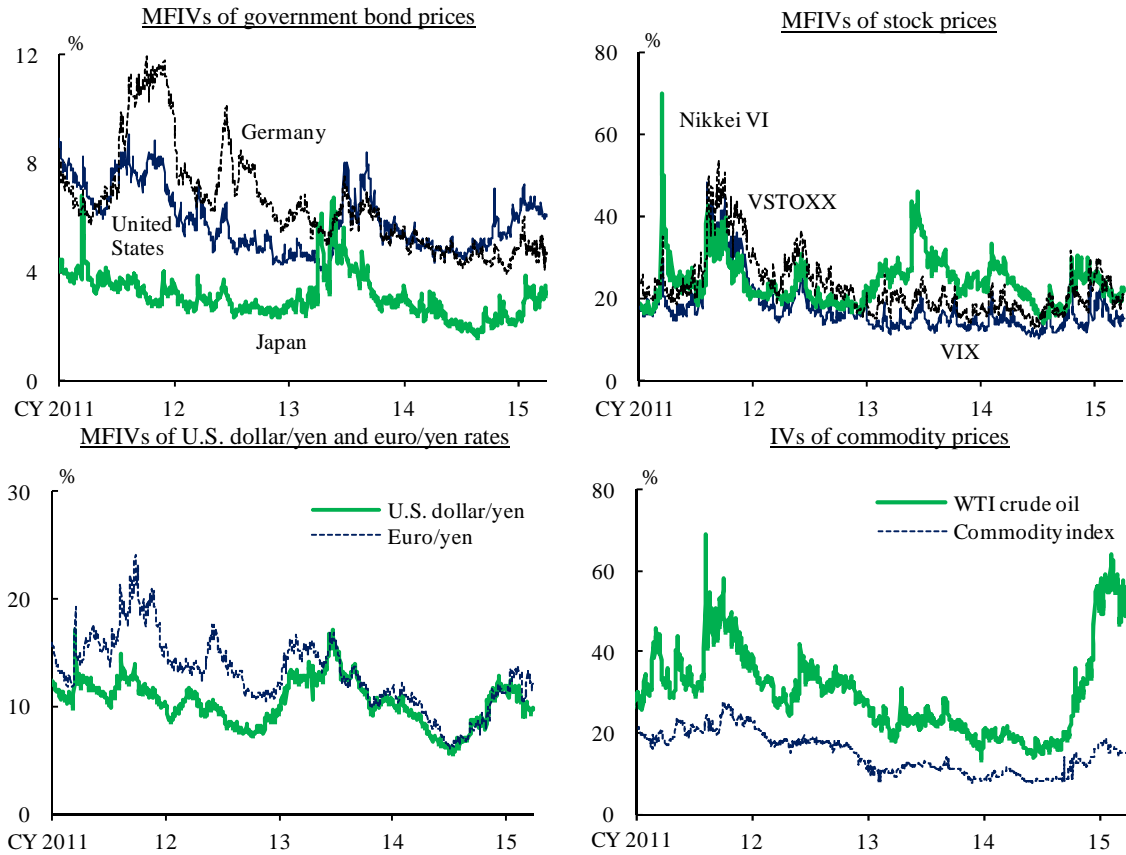 MFIVs of government bond prices
%
12
8
4
0
Germany
United
States
Japan
CY 2011
12
13
14
15
MFIVs of stock prices
%
80
60
40
20
0
Nikkei VI
VSTOXX
VIX
CY 2011
12
13
14
15
MFIVs of U.S. dollar/yen and euro/yen rates
%
30
20
10
0
U.S. dollar/yen
Euro/yen
CY 2011
12
13
14
15
IVs of commodity prices
%
80
60
40
20
0
WTI crude oil
Commodity index
CY 2011
12
13
14
15